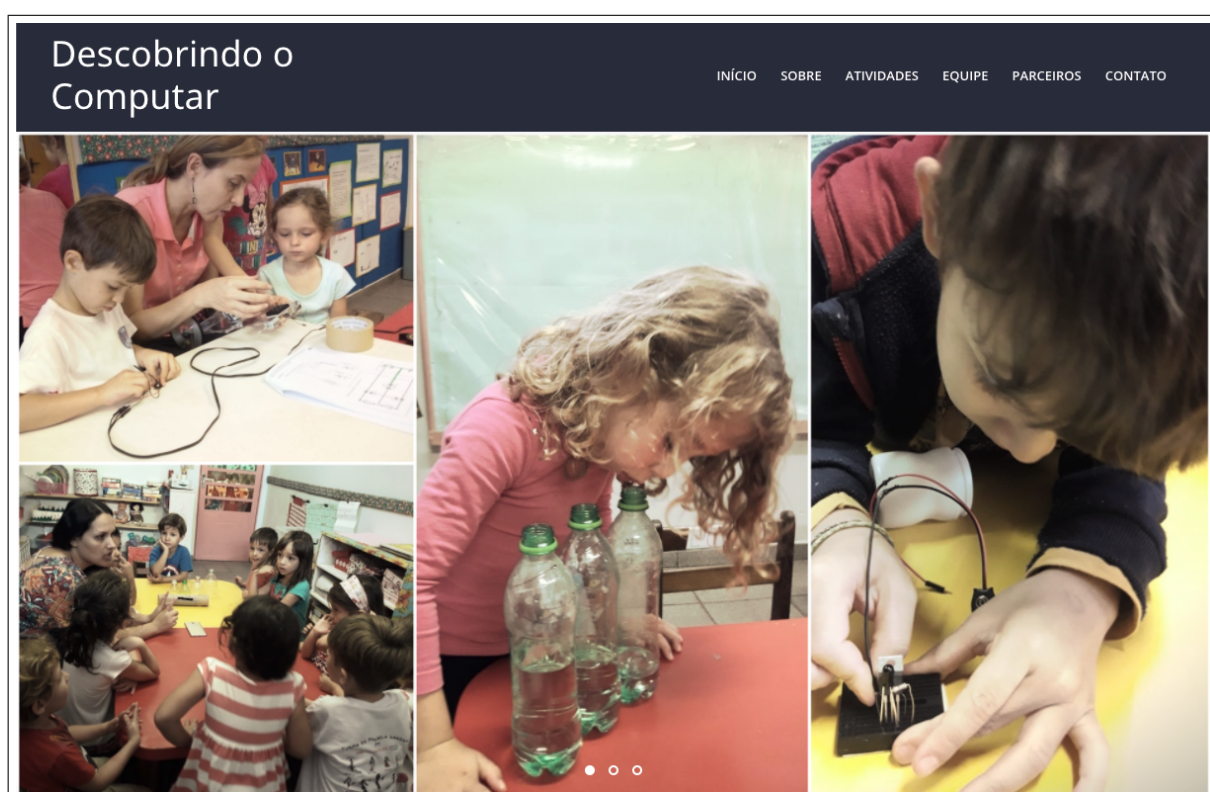 Descobrindo o
Computar
INÍCIO SOBRE ATIVIDADES EQUIPE PARCEIROS CONTATO